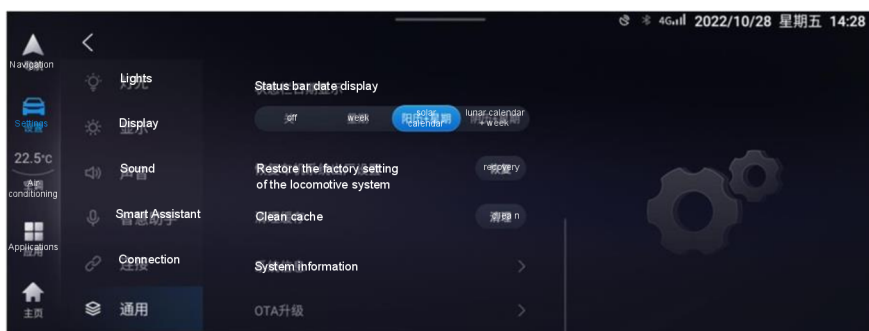 4G 2022/10/28 星期五 14:28
Navigation
Settings
22.5°c
Air
conditioning
Applications
主页
Lights
Display
Sound
Smart Assistant
Connection
通用
Status bar date display
off
week
solar
calendar
lunar calendar
+ week
Restore the factory setting
of the locomotive system
recovery
Clean cache
System information
OTA升级